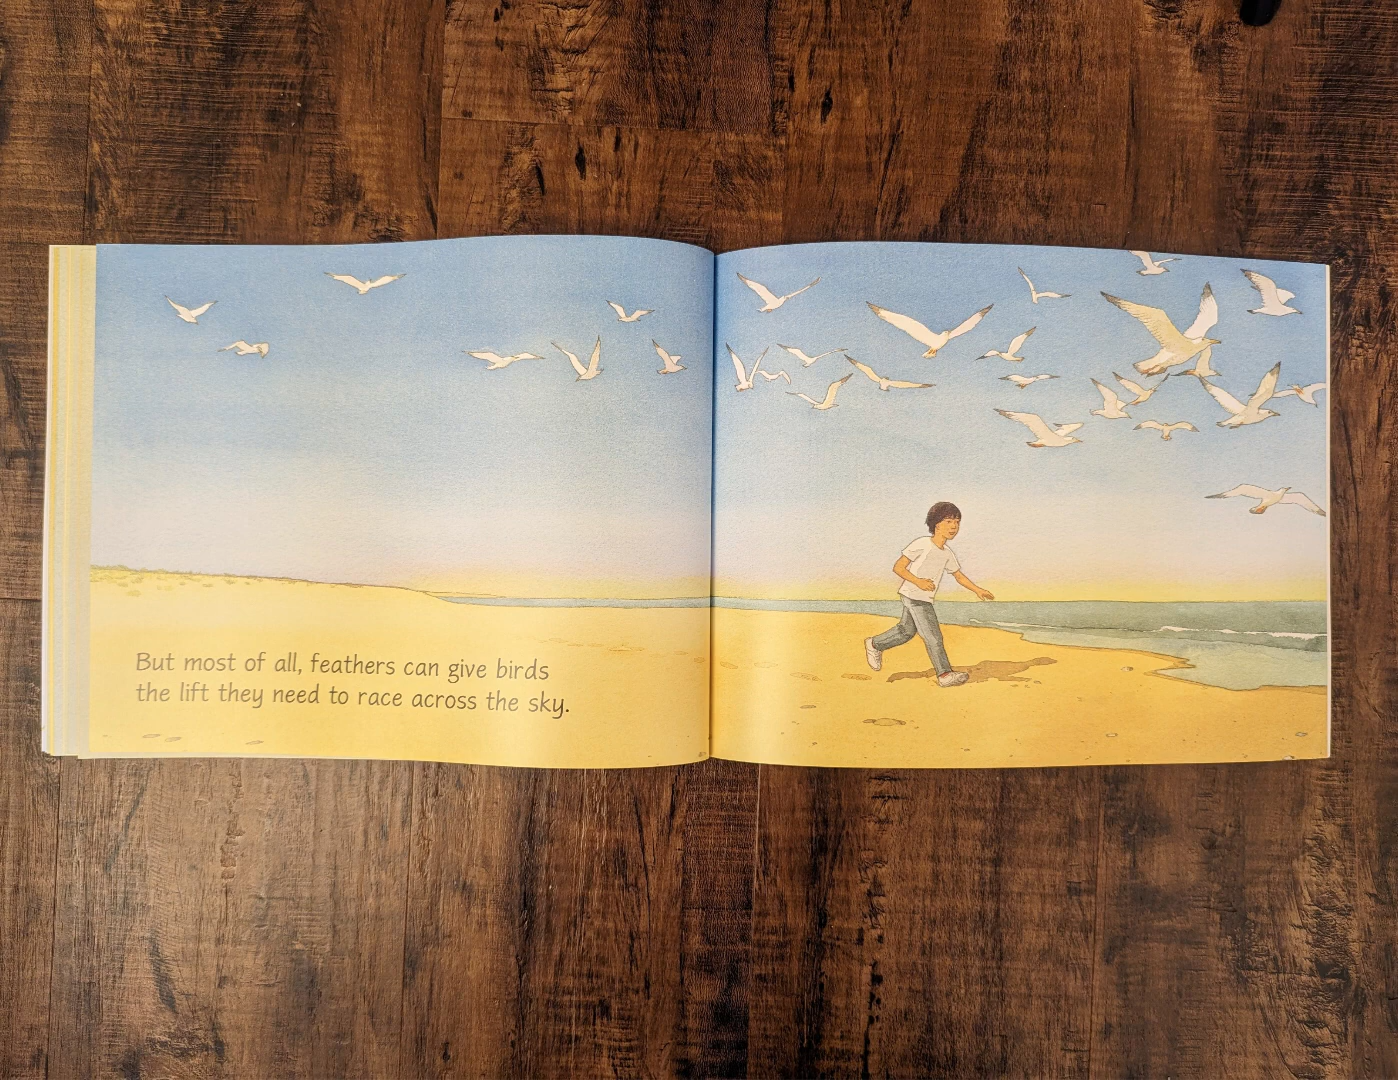 But most of all, feathers can give birds
the lift they need to race across the sky.